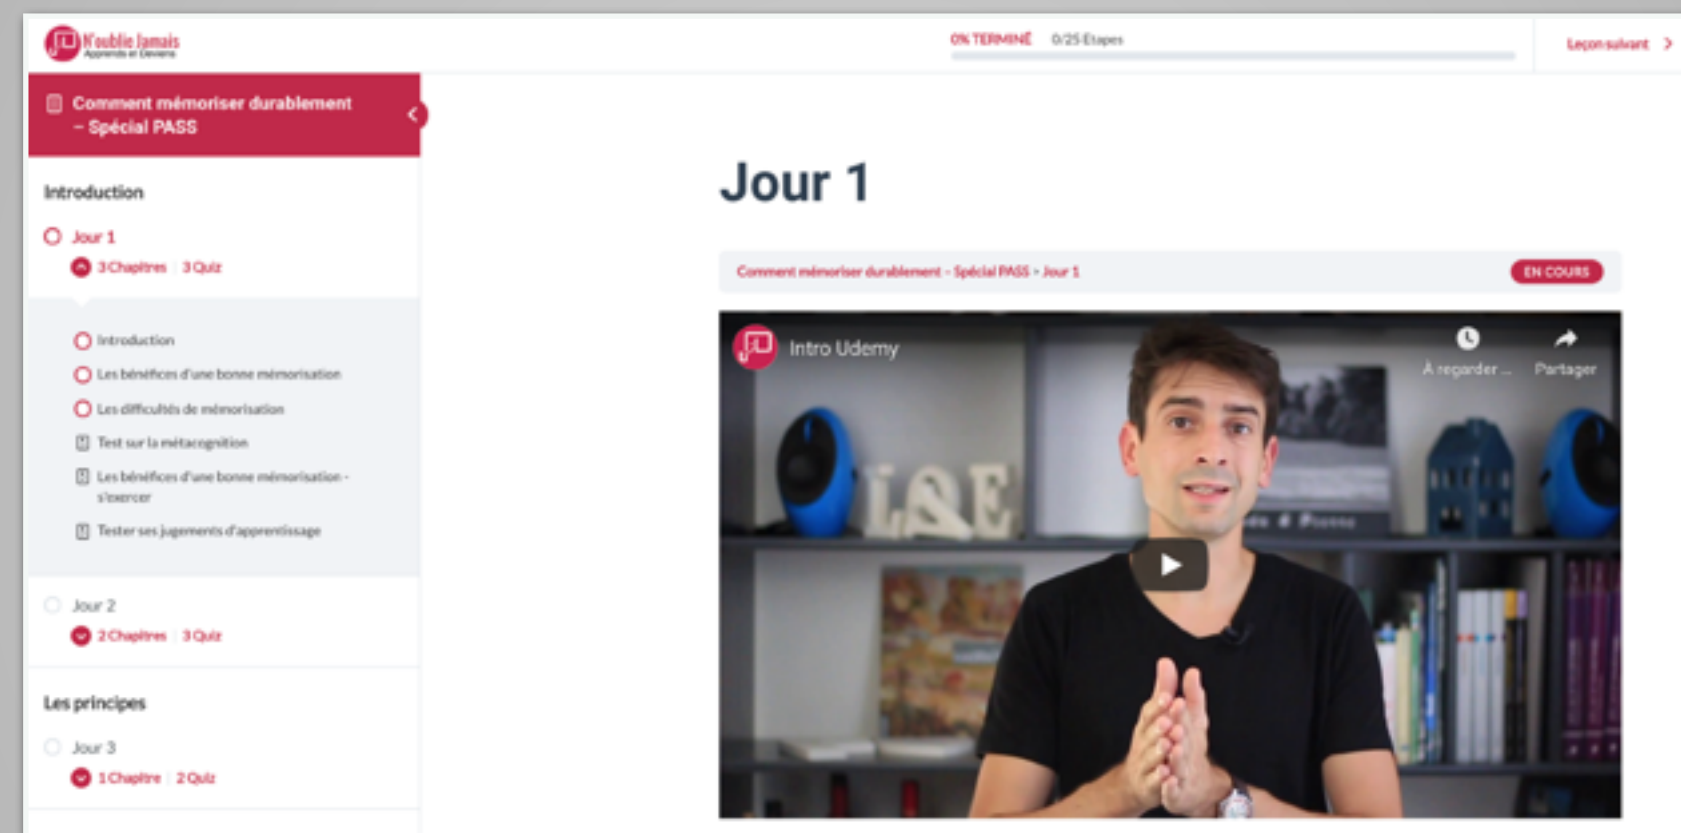 N'oublie Jamais
Apprends et Deviens
0% TERMINÉ 0/25 Etapes
Leçon suivant
Comment mémoriser durablement
– Spécial PASS
Introduction
Jour 1
3 Chapitres 3 Quiz
Introduction
Les bénéfices d'une bonne mémorisation
Les difficultés de mémorisation
Test sur la métacognition
Les bénéfices d'une bonne mémorisation -
s'exercer
Tester ses jugements d'apprentissage
Jour 2
2 Chapitres 3 Quiz
Les principes
Jour 3
1 Chapitre 2 Quiz
Jour 1
Comment mémoriser durablement – Spécial PASS > Jour 1
EN COURS
Intro Udemy
À regarder ...
Partager
L&E